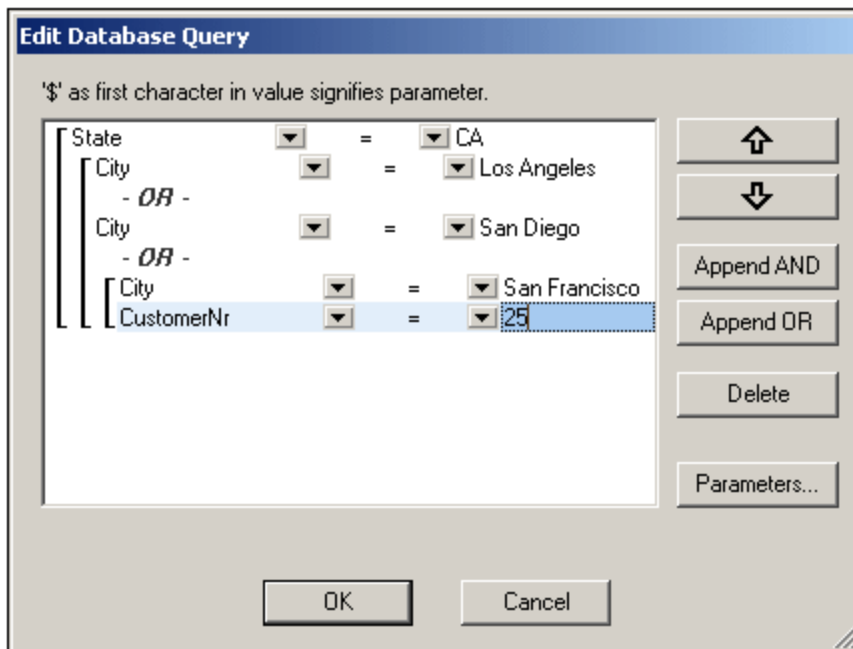 Edit Database Query
'$' as first character in value signifies parameter.
State = CA
City = Los Angeles
- OR -
City = San Diego
- OR -
City = San Francisco
CustomerNr = 25
Append AND
Append OR
Delete
Parameters...
OK Cancel